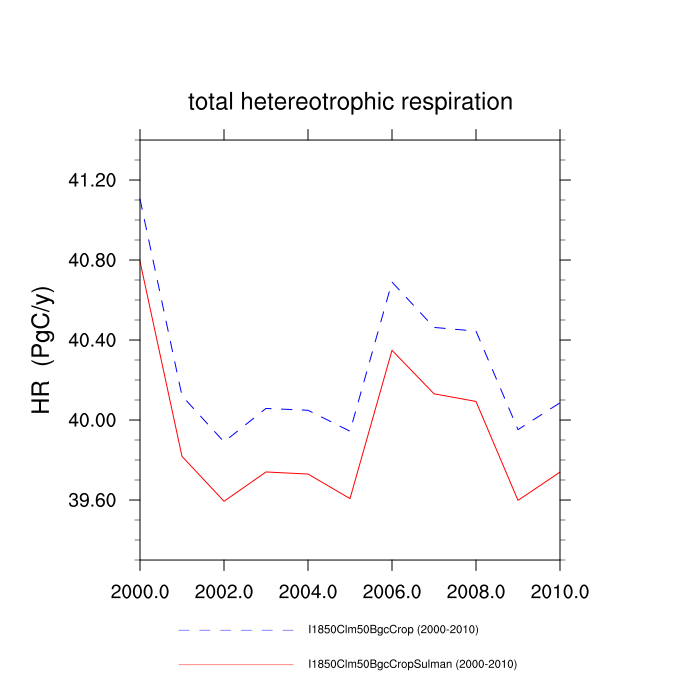 total hetereotrophic respiration
HR (PgC/y)
41.20
40.80
40.40
40.00
39.60
2000.0 2002.0 2004.0 2006.0 2008.0 2010.0
I1850Clm50BgcCrop (2000-2010)
I1850Clm50BgcCropSulman (2000-2010)